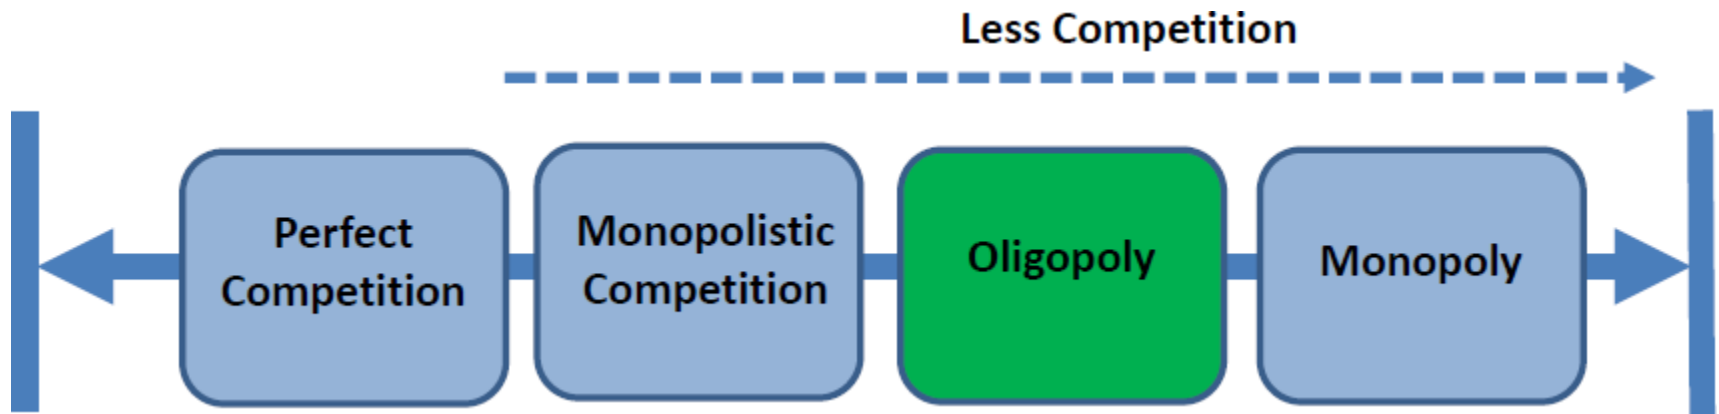 Less Competition
Perfect
Competition
Monopolistic
Competition
Oligopoly
Monopoly